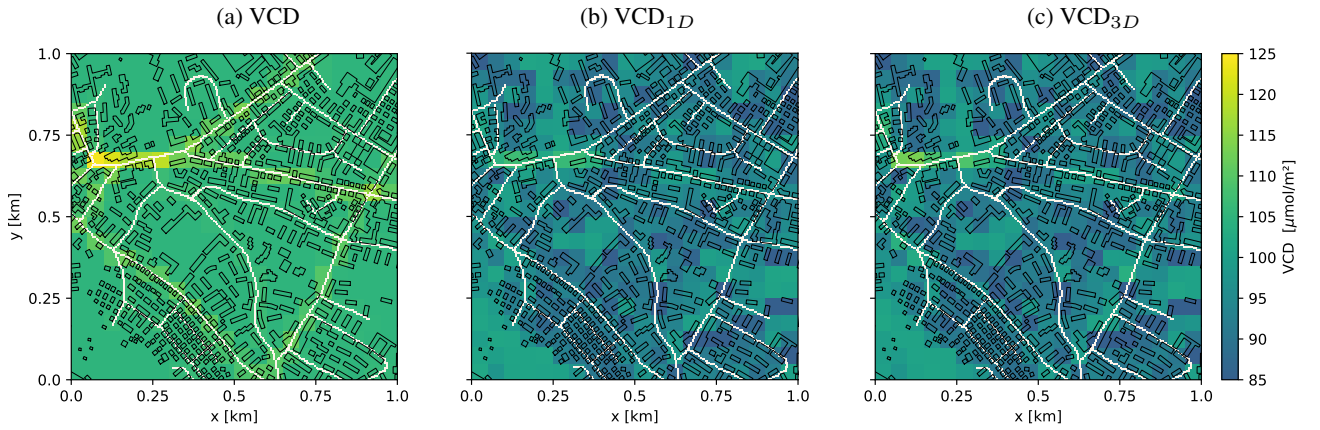 (a) VCD
(b) VCD₁D
(c) VCD₃D
1.0
0.75
0.5
0.25
0.0
y [km]
0.0 0.25 0.5 0.75 1.0
x [km]
0.0 0.25 0.5 0.75 1.0
x [km]
0.0 0.25 0.5 0.75 1.0
x [km]
125
120
115
110
105
100
95
90
85
VCD [μmol/m²]